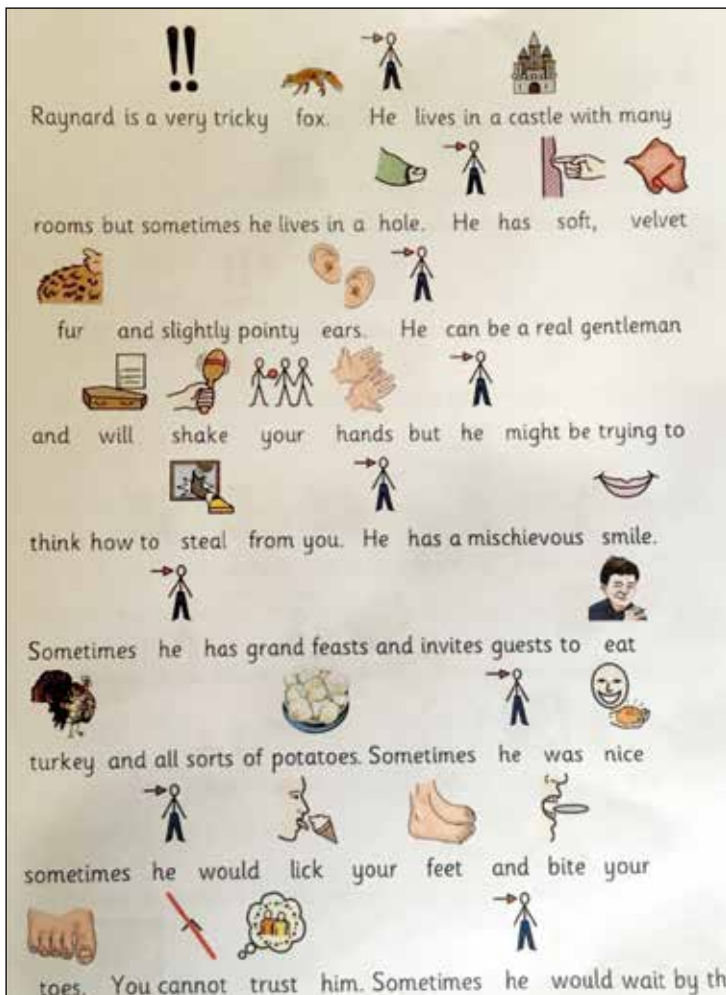 Raynard is a very tricky fox. He lives in a castle with many
rooms but sometimes he lives in a hole. He has soft, velvet
fur and slightly pointy ears. He can be a real gentleman
and will shake your hands but he might be trying to
think how to steal from you. He has a mischievous smile.
Sometimes he has grand feasts and invites guests to eat
turkey and all sorts of potatoes. Sometimes he was nice
sometimes he would lick your feet and bite your
toes. You cannot trust him. Sometimes he would wait by th